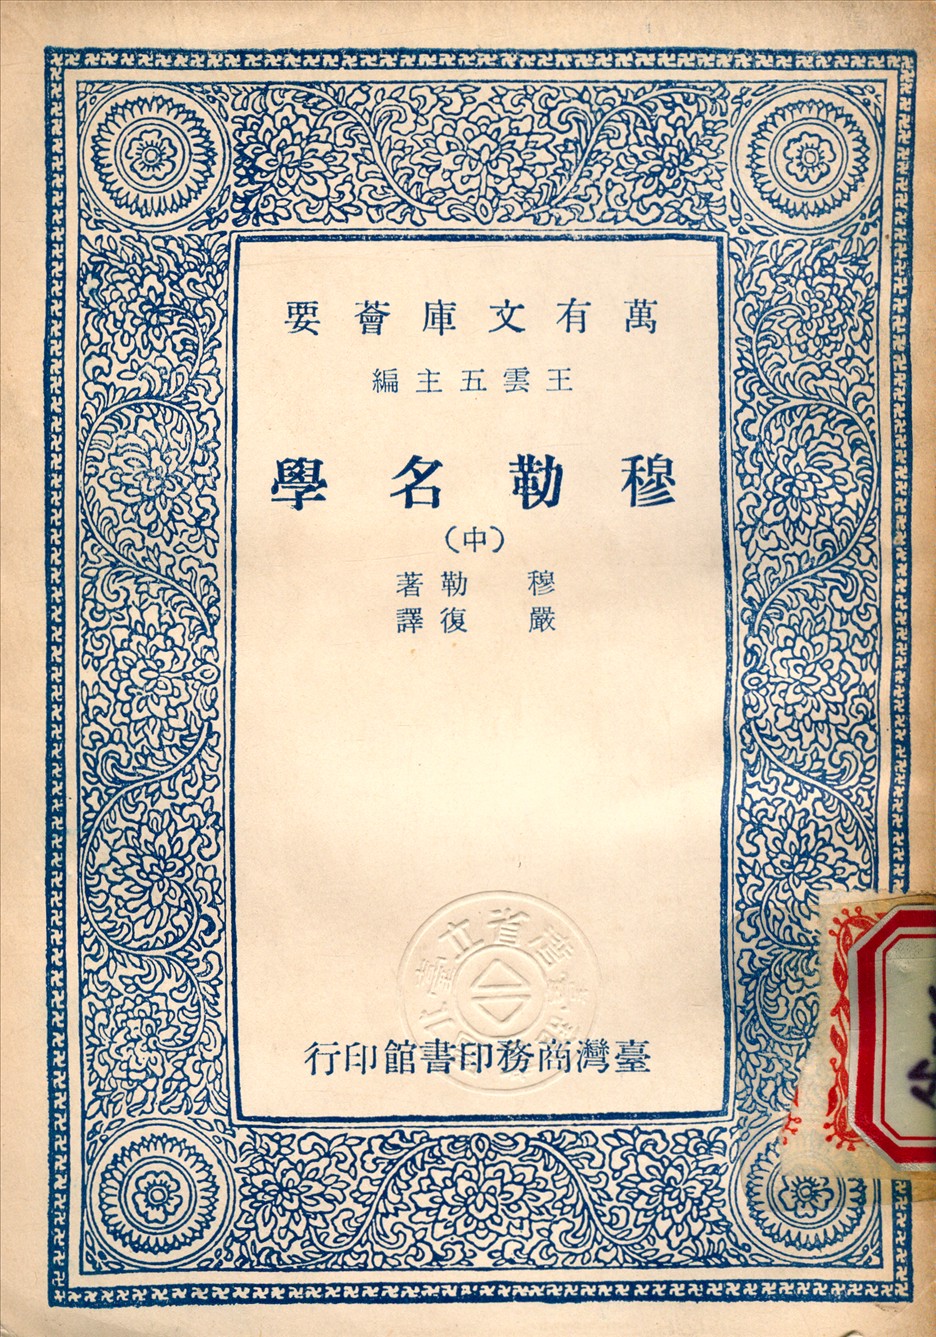 萬有文庫薈要
王雲五主編
穆勒名學
(中)
穆勒著
嚴復譯
臺灣商務印書館印行